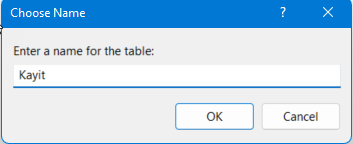 Choose Name
?
Enter a name for the table:
Kayit
OK
Cancel